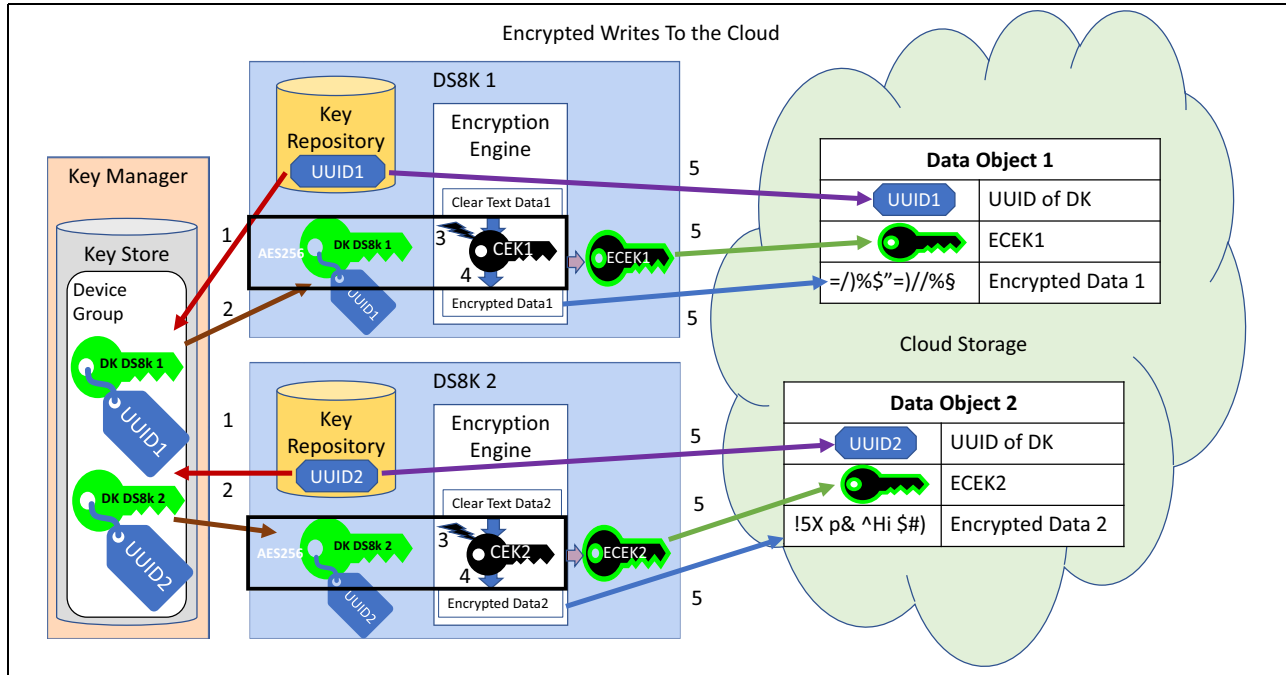 Encrypted Writes To the Cloud
Key Manager
Key Store
Device
Group
DK DS8k 1
UUID1
DK DS8k 2
UUID2
1
2
1
2
DS8K 1
Key
Repository
UUID1
Encryption
Engine
Clear Text Data1
AES256
DK DS8k 1
UUID1
3
CEK1
4
Encrypted Data1
ECEK1
5
5
5
DS8K 2
Key
Repository
UUID2
Encryption
Engine
Clear Text Data2
AES256
DK DS8k 2
UUID2
3
CEK2
4
Encrypted Data2
ECEK2
5
5
5
Data Object 1
UUID1 UUID of DK
ECEK1
=/)%$”=)//%§ Encrypted Data 1
Cloud Storage
Data Object 2
UUID2 UUID of DK
ECEK2
!5X p& ^Hi $#) Encrypted Data 2